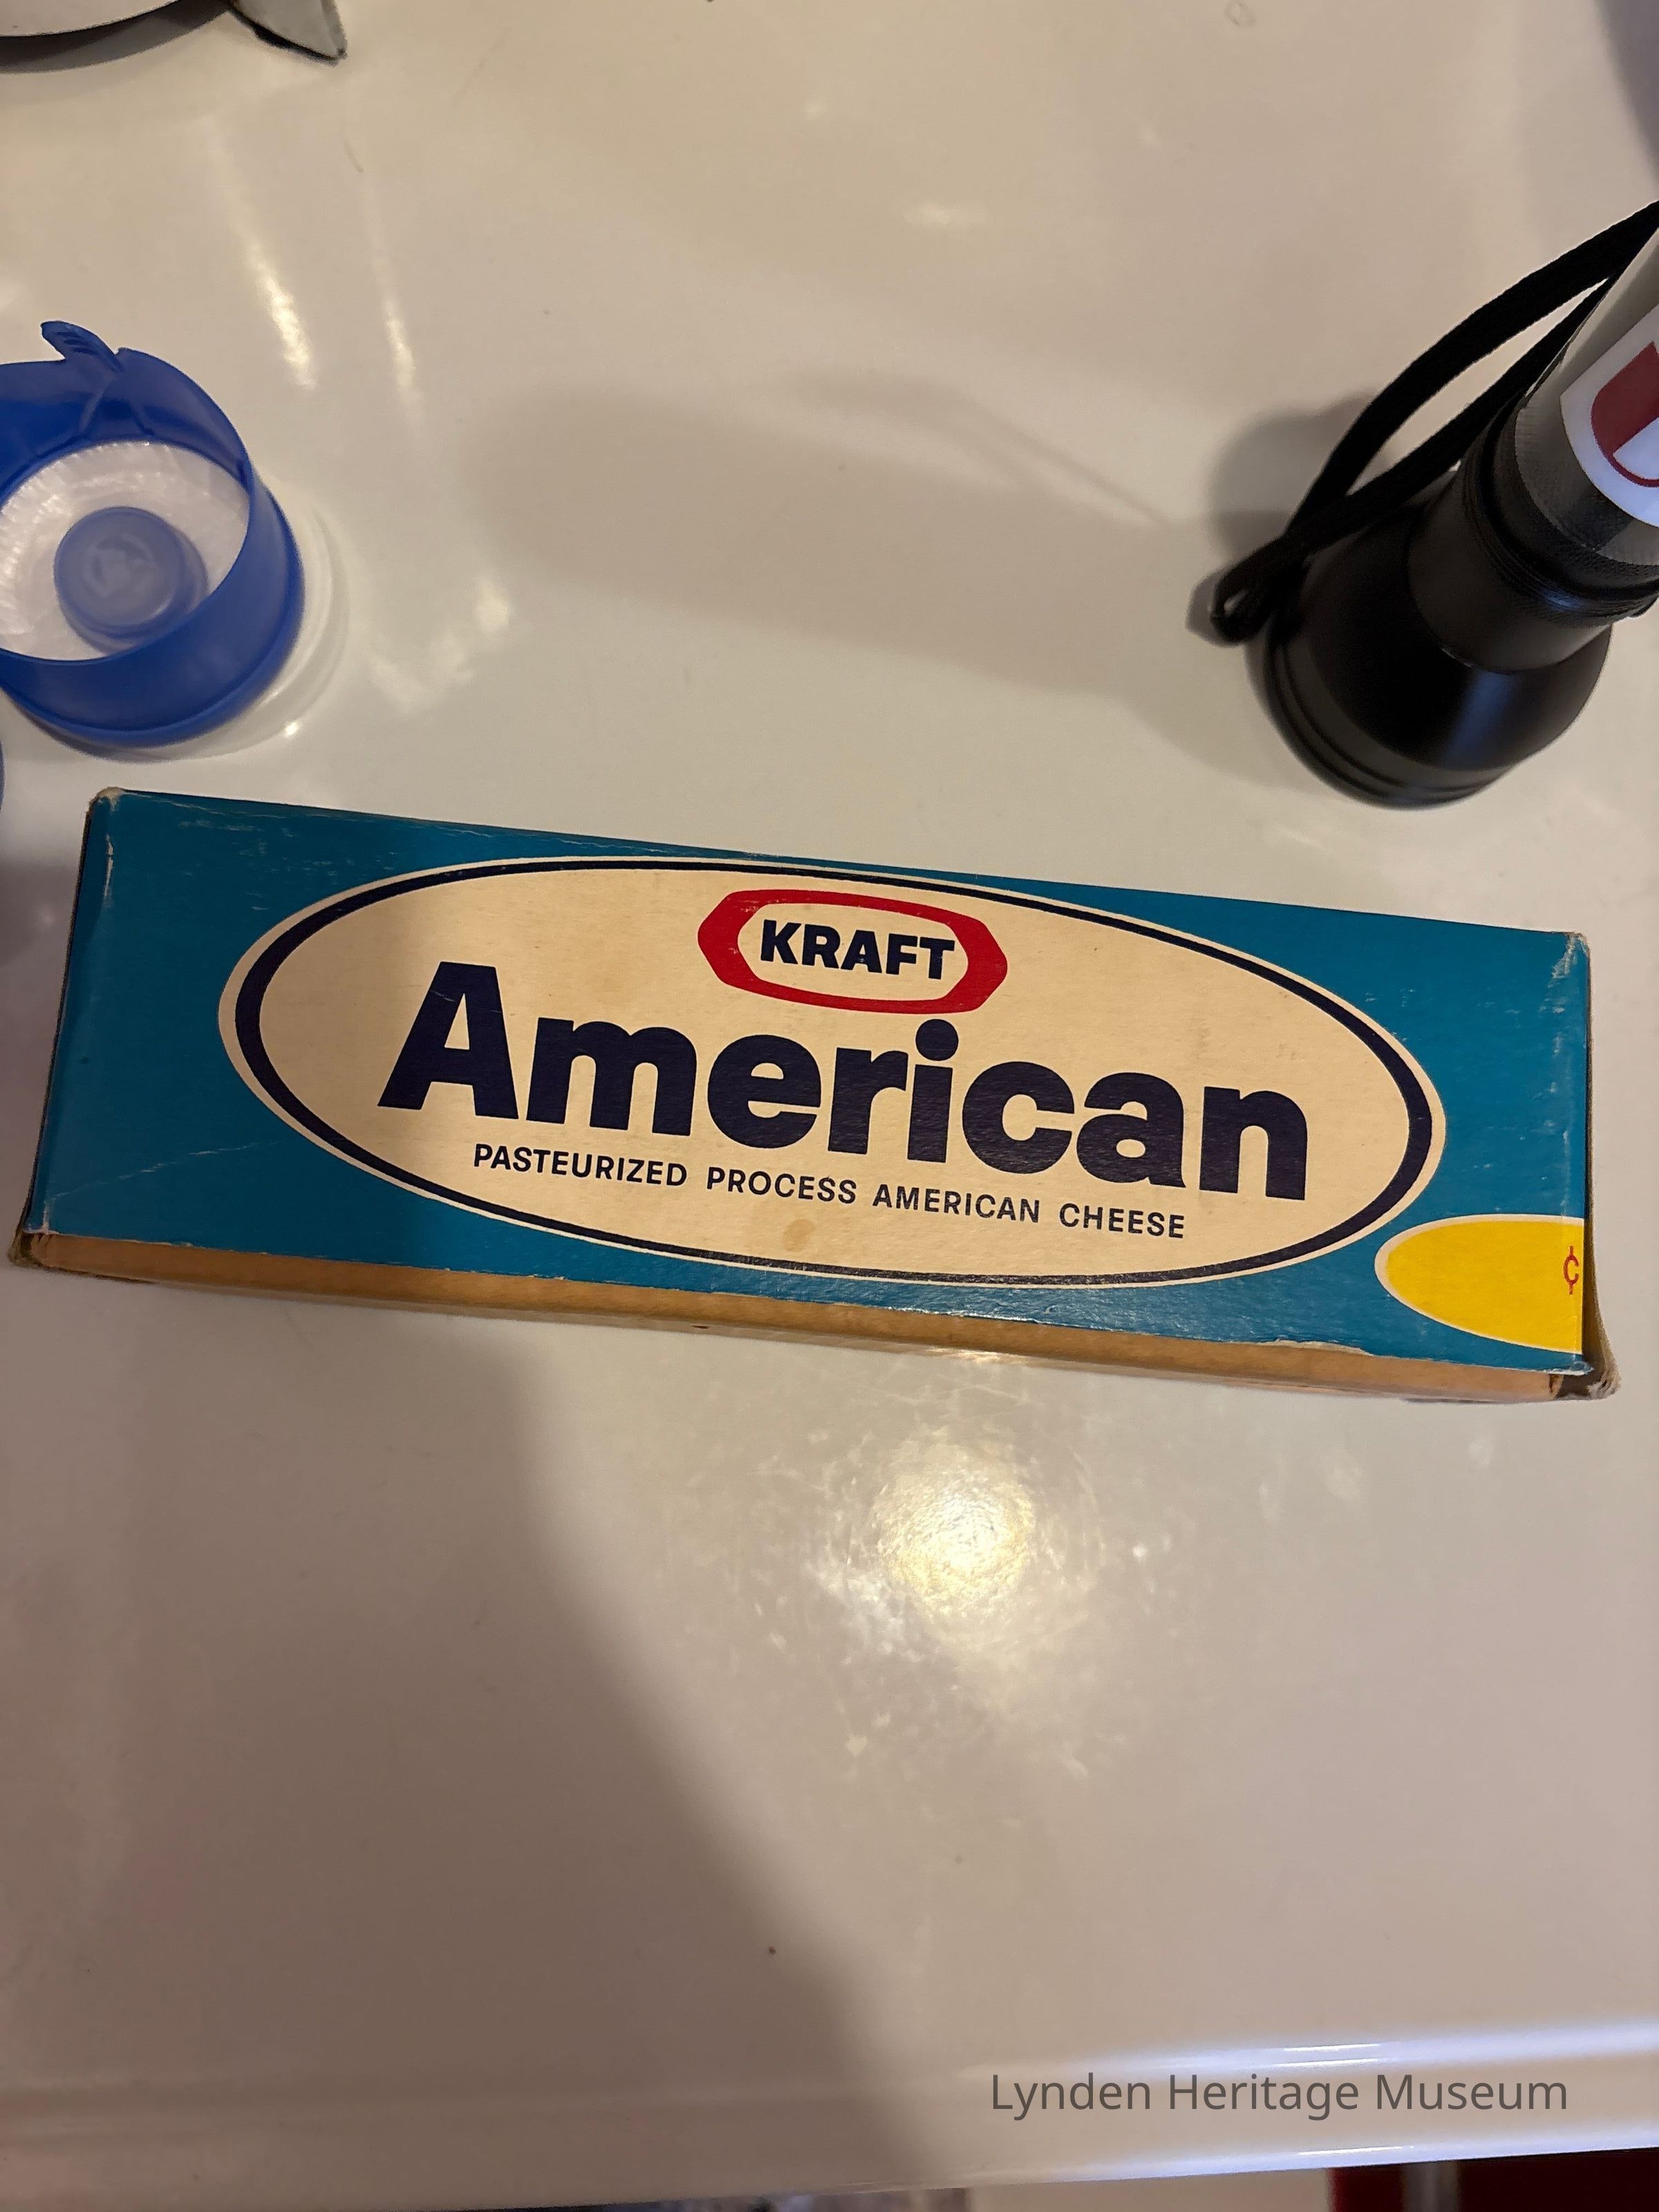 KRAFT
American
PASTEURIZED PROCESS AMERICAN CHEESE
¢
Lynden Heritage Museum